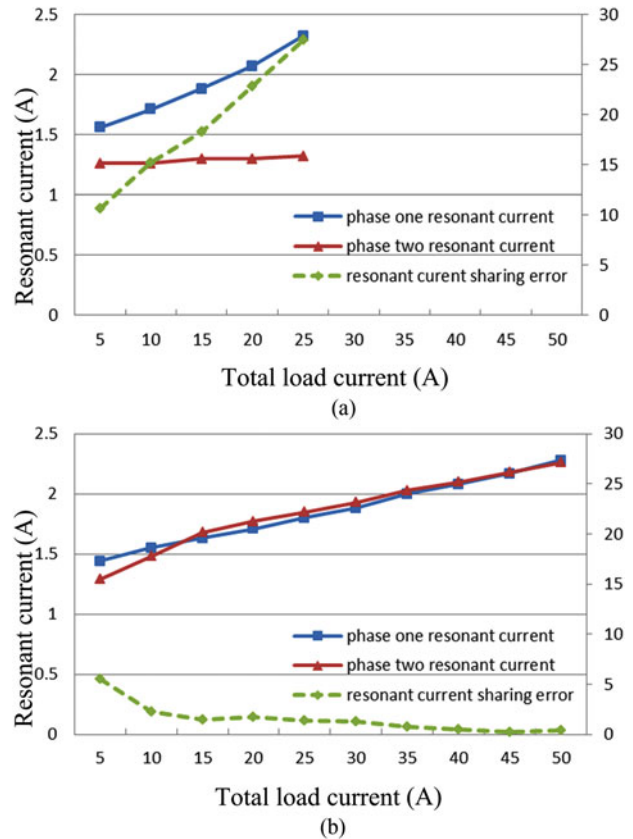 2.5
2
1.5
1
0.5
0
30
25
20
15
10
5
0
Resonant current (A)
phase one resonant current
phase two resonant current
resonant curent sharing error
5 10 15 20 25 30 35 40 45 50
Total load current (A)
(a)
2.5
2
1.5
1
0.5
0
30
25
20
15
10
5
0
Resonant current (A)
phase one resonant current
phase two resonant current
resonant current sharing error
5 10 15 20 25 30 35 40 45 50
Total load current (A)
(b)